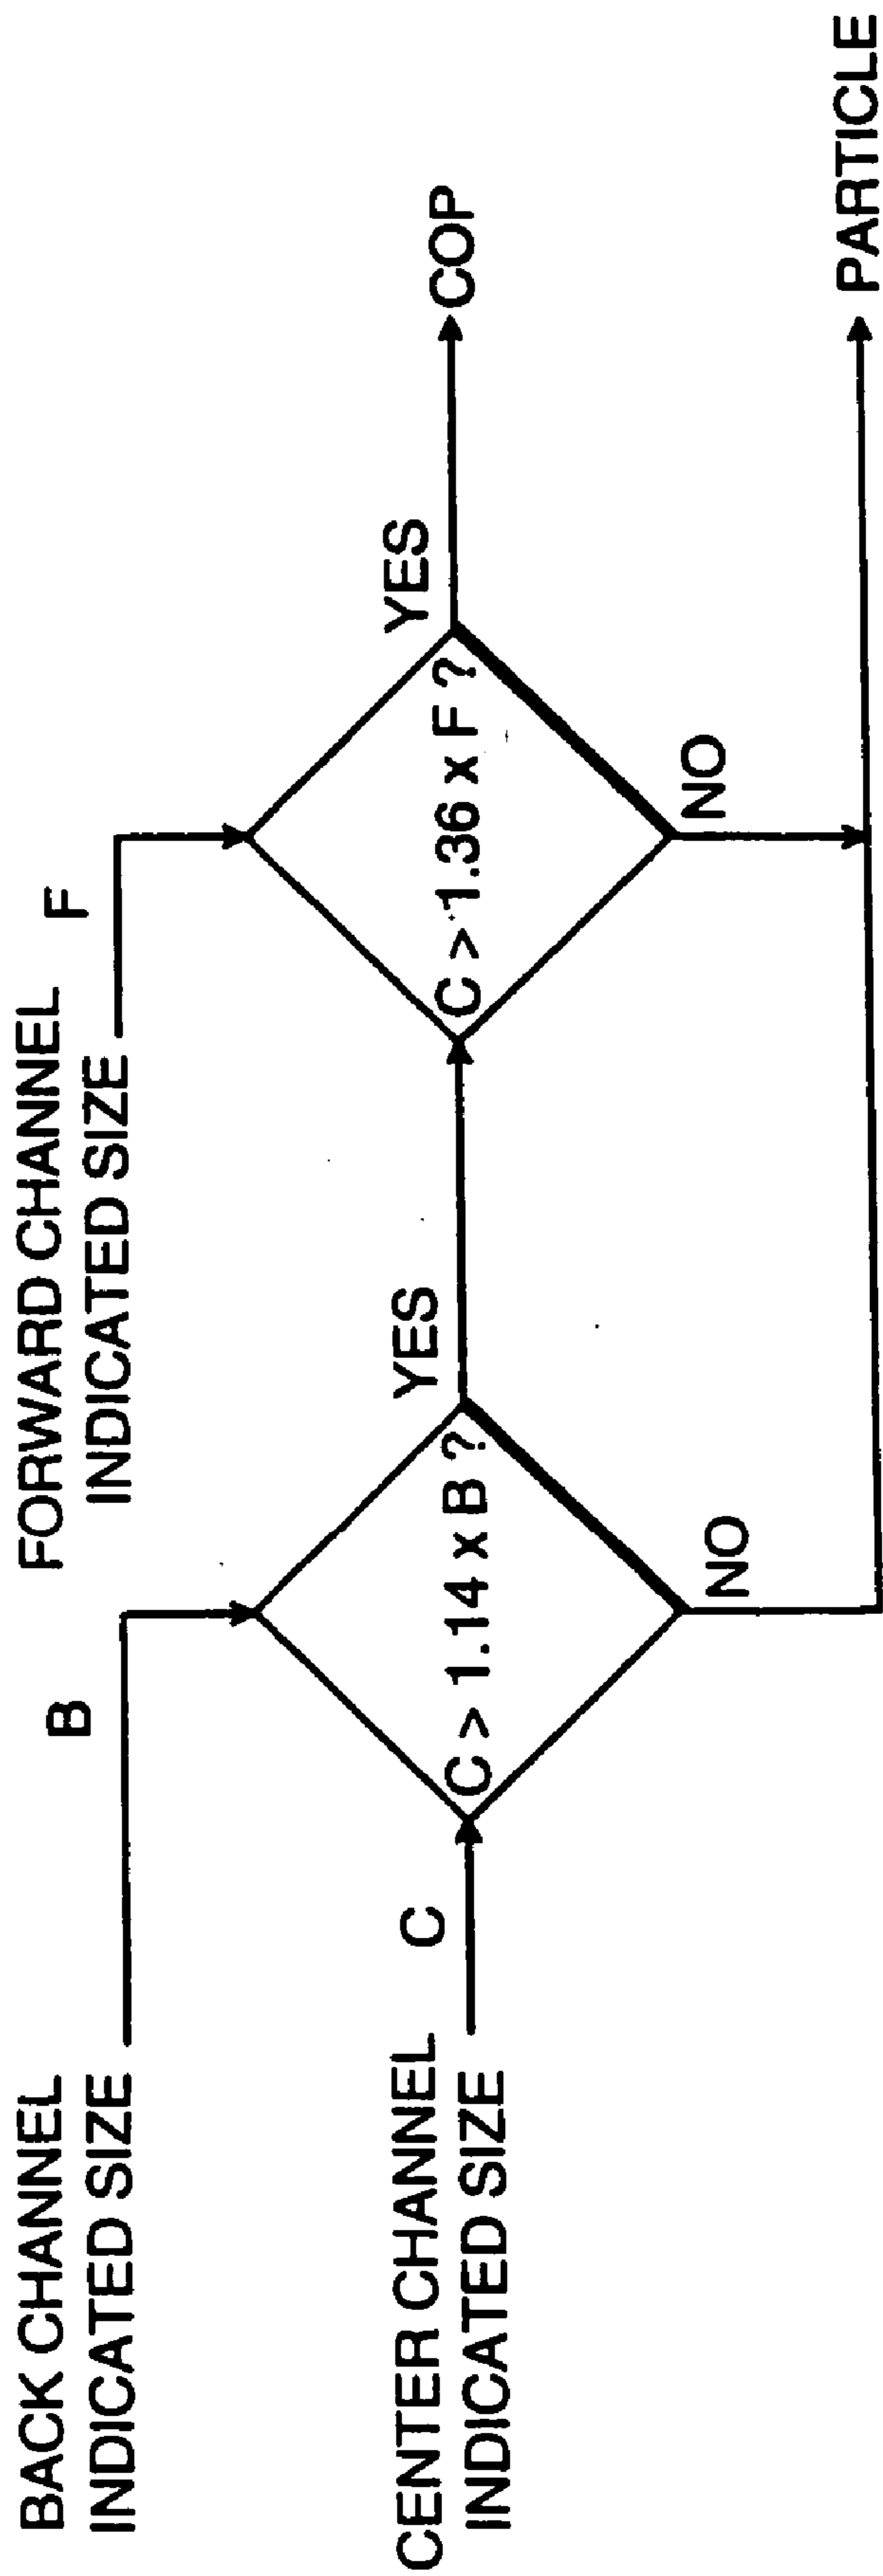 BACK CHANNEL
INDICATED SIZE
B
FORWARD CHANNEL
INDICATED SIZE
F
CENTER CHANNEL
INDICATED SIZE
C
C > 1.14 x B ?
YES
NO
C > 1.36 x F ?
YES
NO
COP
PARTICLE